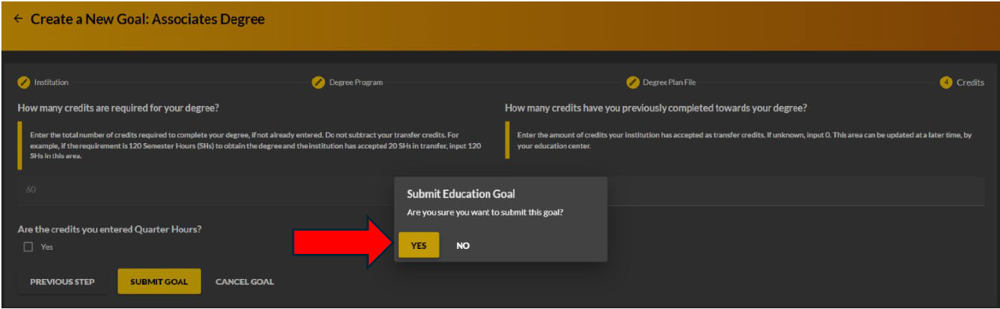 ← Create a New Goal: Associates Degree
Institution
Degree Program
Degree Plan File
4 Credits
How many credits are required for your degree?
Enter the total number of credits required to complete your degree, if not already entered. Do not subtract your transfer credits. For
example, if the requirement is 120 Semester Hours (SHs) to obtain the degree and the institution has accepted 20 SHs in transfer, input 120
SHs in this area.
60
How many credits have you previously completed towards your degree?
Enter the amount of credits your institution has accepted as transfer credits. If unknown, input 0. This area can be updated at a later time, by
your education center.
Submit Education Goal
Are you sure you want to submit this goal?
YES NO
Are the credits you entered Quarter Hours?
Yes
PREVIOUS STEP SUBMIT GOAL CANCEL GOAL